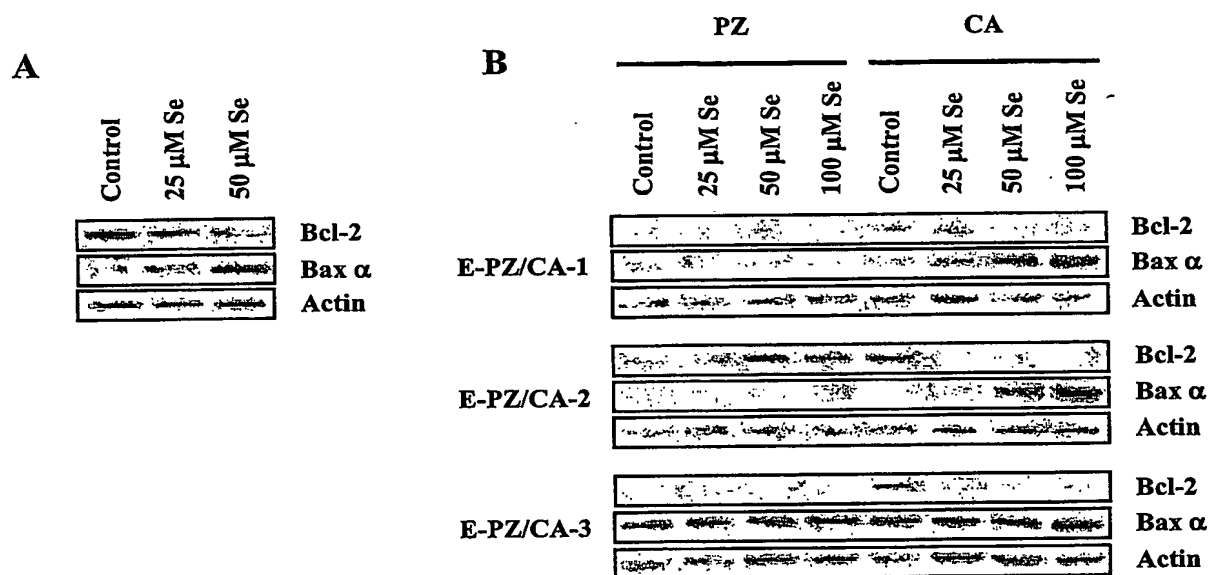 A
Control
25 µM Se
50 µM Se
Bcl-2
Bax α
Actin
B
PZ
CA
Control
25 µM Se
50 µM Se
100 µM Se
Control
25 µM Se
50 µM Se
100 µM Se
E-PZ/CA-1
Bcl-2
Bax α
Actin
E-PZ/CA-2
Bcl-2
Bax α
Actin
E-PZ/CA-3
Bcl-2
Bax α
Actin